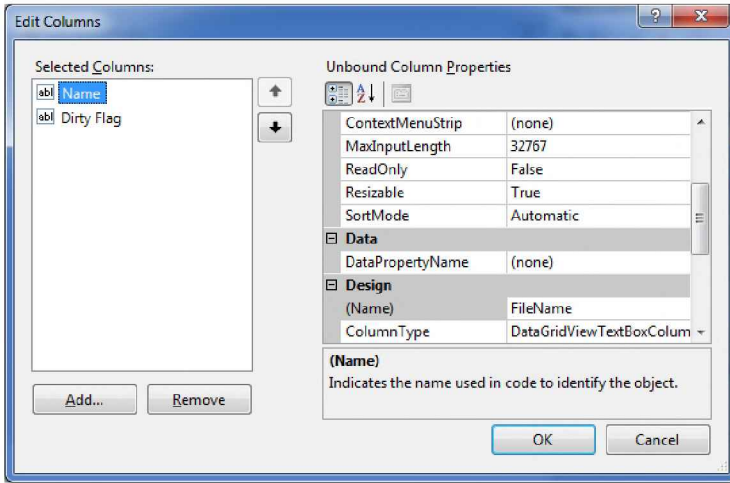 Edit Columns
Selected Columns:
abl Name
abl Dirty Flag
Add...
Remove
Unbound Column Properties
A
Z
ContextMenuStrip (none)
MaxInputLength 32767
ReadOnly False
Resizable True
SortMode Automatic
Data
DataPropertyName (none)
Design
(Name) FileName
ColumnType DataGridViewTextBoxColum
(Name)
Indicates the name used in code to identify the object.
OK Cancel